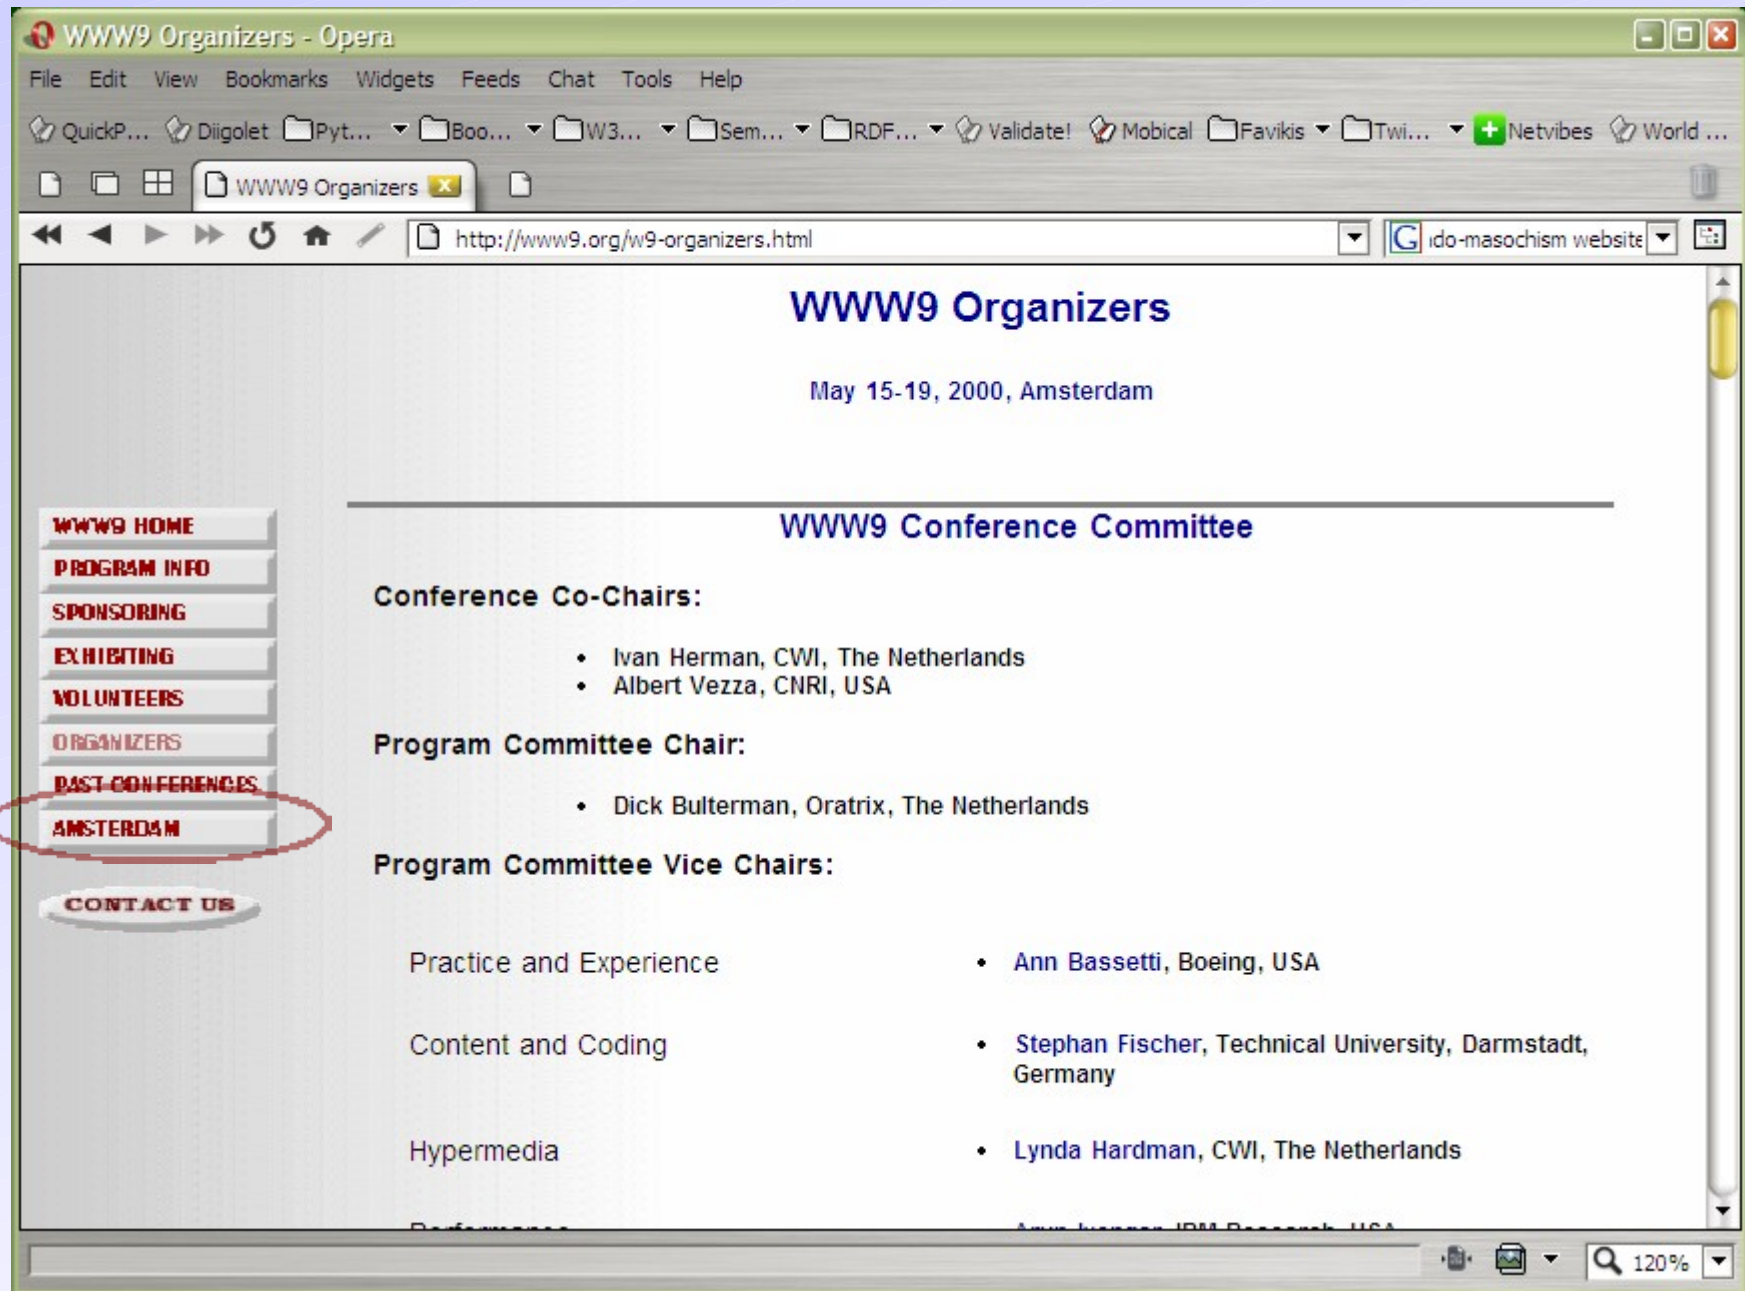 WWW9 Organizers - Opera
File Edit View Bookmarks Widgets Feeds Chat Tools Help
QuickP... Diigolet Pyt... Boo... W3... Sem... RDF... Validate! Mobical Favikis Twi... Netvibes World ...
WWW9 Organizers
http://www9.org/w9-organizers.html ido-masochism website
WWW9 Organizers
May 15-19, 2000, Amsterdam
WWW9 HOME
PROGRAM INFO
SPONSORING
EXHIBITING
VOLUNTEERS
ORGANIZERS
PAST CONFERENCES
AMSTERDAM
CONTACT US
WWW9 Conference Committee
Conference Co-Chairs:
• Ivan Herman, CWI, The Netherlands
• Albert Vezza, CNRI, USA
Program Committee Chair:
• Dick Bulterman, Oratrix, The Netherlands
Program Committee Vice Chairs:
Practice and Experience • Ann Bassetti, Boeing, USA
Content and Coding • Stephan Fischer, Technical University, Darmstadt,
Germany
Hypermedia • Lynda Hardman, CWI, The Netherlands
120%